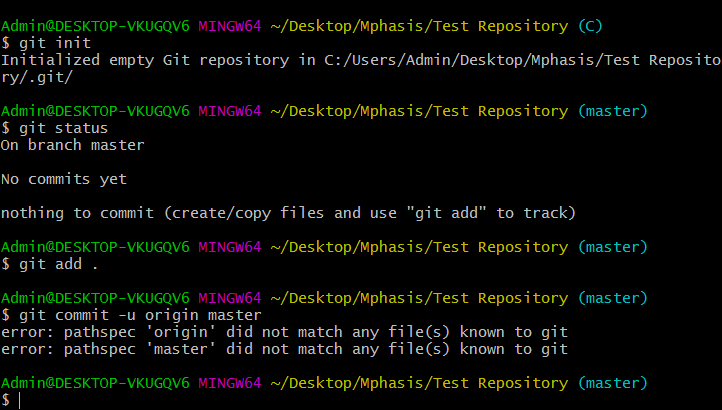 Admin@DESKTOP-VKUGQV6 MINGW64 ~/Desktop/Mphasis/Test Repository (C)
$ git init
Initialized empty Git repository in C:/Users/Admin/Desktop/Mphasis/Test Reposito
ry/.git/
Admin@DESKTOP-VKUGQV6 MINGW64 ~/Desktop/Mphasis/Test Repository (master)
$ git status
On branch master
No commits yet
nothing to commit (create/copy files and use "git add" to track)
Admin@DESKTOP-VKUGQV6 MINGW64 ~/Desktop/Mphasis/Test Repository (master)
$ git add .
Admin@DESKTOP-VKUGQV6 MINGW64 ~/Desktop/Mphasis/Test Repository (master)
$ git commit -u origin master
error: pathspec 'origin' did not match any file(s) known to git
error: pathspec 'master' did not match any file(s) known to git
Admin@DESKTOP-VKUGQV6 MINGW64 ~/Desktop/Mphasis/Test Repository (master)
$